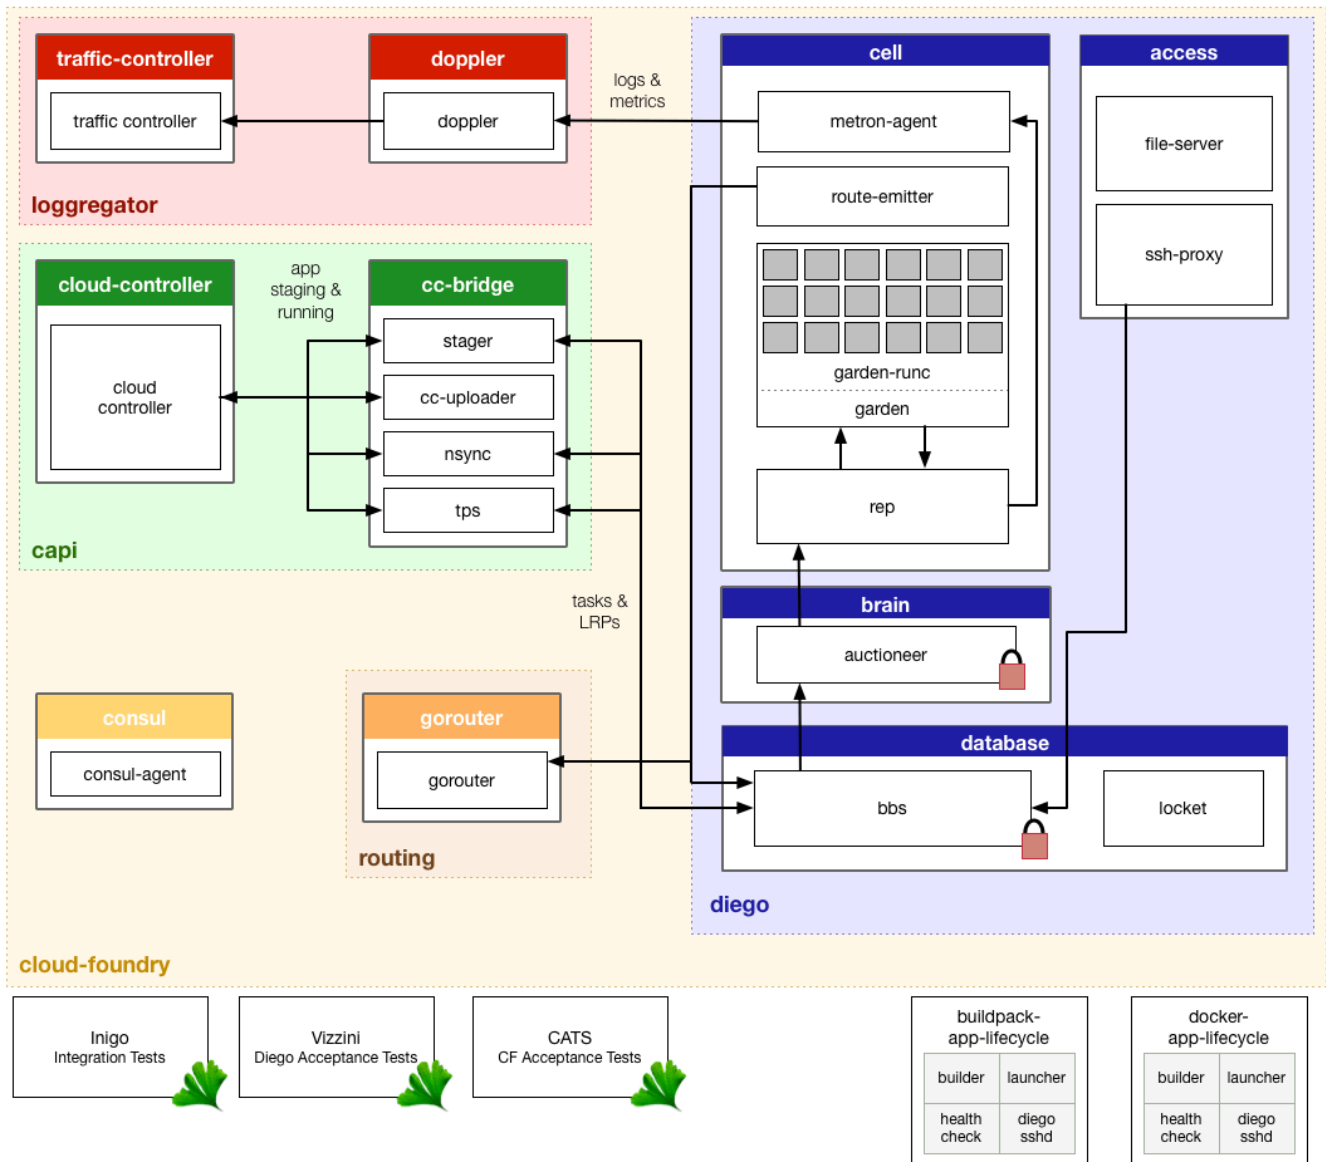 traffic-controller
traffic controller
doppler
doppler
loggregator
logs &
metrics
cloud-controller
cloud
controller
app
staging &
running
cc-bridge
stager
cc-uploader
nsync
tps
capi
tasks &
LRPs
consul
consul-agent
gorouter
gorouter
routing
cell
metron-agent
route-emitter
garden-runc
garden
rep
access
file-server
ssh-proxy
brain
auctioneer
database
bbs
locket
diego
cloud-foundry
Inigo
Integration Tests
Vizzini
Diego Acceptance Tests
CATS
CF Acceptance Tests
buildpack-
app-lifecycle
builder
launcher
health
check
diego
sshd
docker-
app-lifecycle
builder
launcher
health
check
diego
sshd